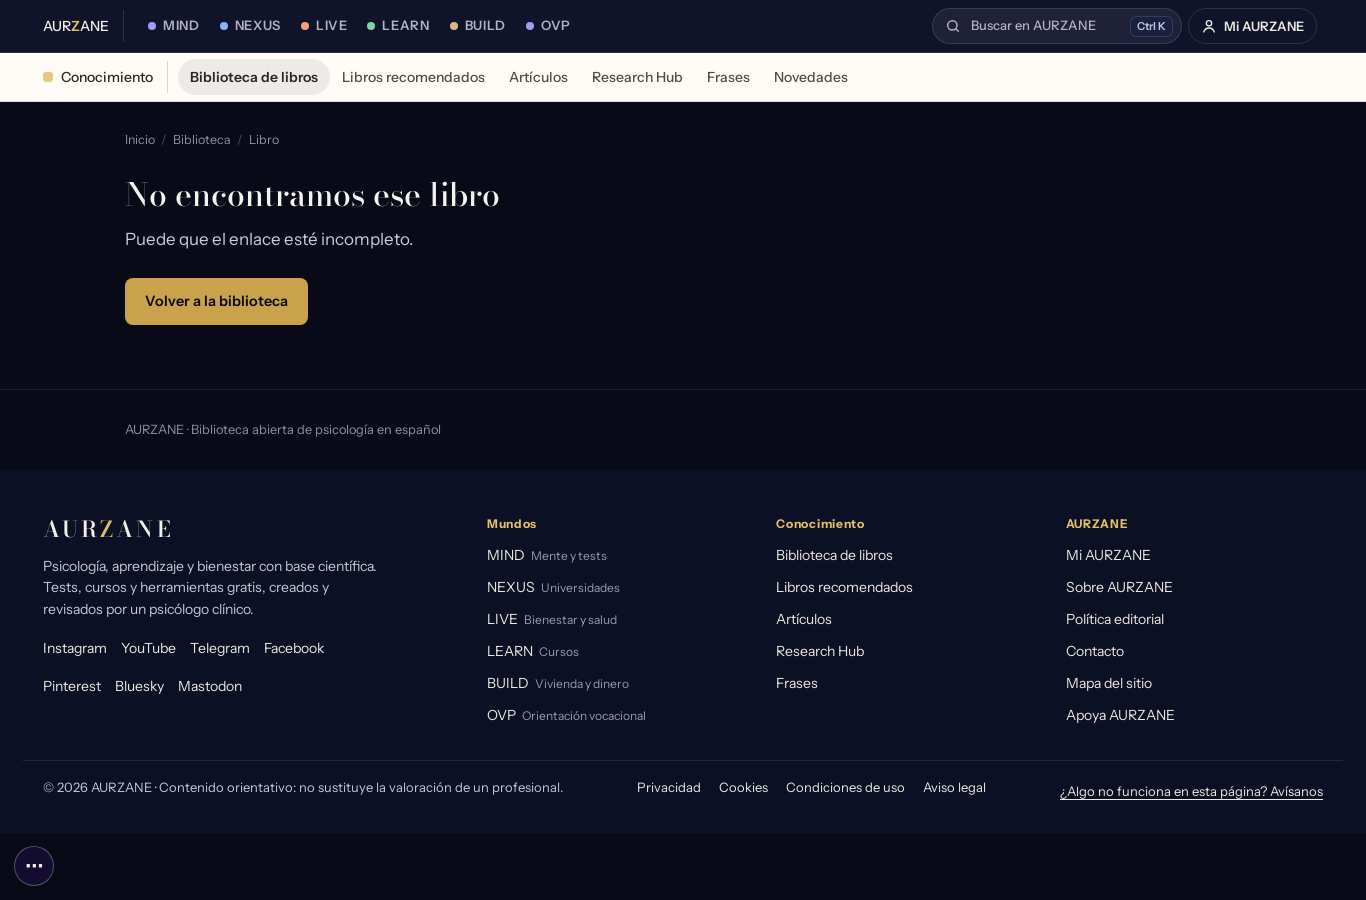 AURZANE
MIND NEXUS LIVE LEARN BUILD OVP
Buscar en AURZANE Ctrl K
Mi AURZANE
Conocimiento
Biblioteca de libros Libros recomendados Artículos Research Hub Frases Novedades
Inicio / Biblioteca / Libro
No encontramos ese libro
Puede que el enlace esté incompleto.
Volver a la biblioteca
AURZANE · Biblioteca abierta de psicología en español
AURZANE
Psicología, aprendizaje y bienestar con base científica.
Tests, cursos y herramientas gratis, creados y
revisados por un psicólogo clínico.
Instagram YouTube Telegram Facebook
Pinterest Bluesky Mastodon
Mundos
MIND Mente y tests
NEXUS Universidades
LIVE Bienestar y salud
LEARN Cursos
BUILD Vivienda y dinero
OVP Orientación vocacional
Conocimiento
Biblioteca de libros
Libros recomendados
Artículos
Research Hub
Frases
AURZANE
Mi AURZANE
Sobre AURZANE
Política editorial
Contacto
Mapa del sitio
Apoya AURZANE
© 2026 AURZANE · Contenido orientativo: no sustituye la valoración de un profesional.
Privacidad Cookies Condiciones de uso Aviso legal
¿Algo no funciona en esta página? Avísanos